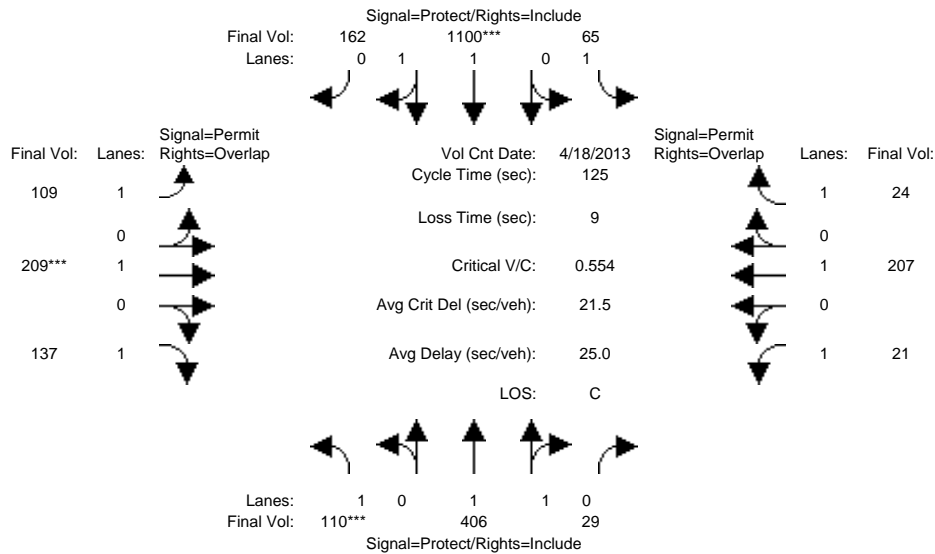 Signal=Protect/Rights=Include
Final Vol: 162 1100*** 65
Lanes: 0 1 1 0 1
Signal=Permit Signal=Permit
Final Vol: Lanes: Rights=Overlap Vol Cnt Date: 4/18/2013 Rights=Overlap Lanes: Final Vol:
Cycle Time (sec): 125
109 1 1 24
Loss Time (sec): 9
0 0
209*** 1 Critical V/C: 0.554 1 207
0 Avg Crit Del (sec/veh): 21.5 0
137 1 Avg Delay (sec/veh): 25.0 1 21
LOS: C
Lanes: 1 0 1 1 0
Final Vol: 110*** 406 29
Signal=Protect/Rights=Include